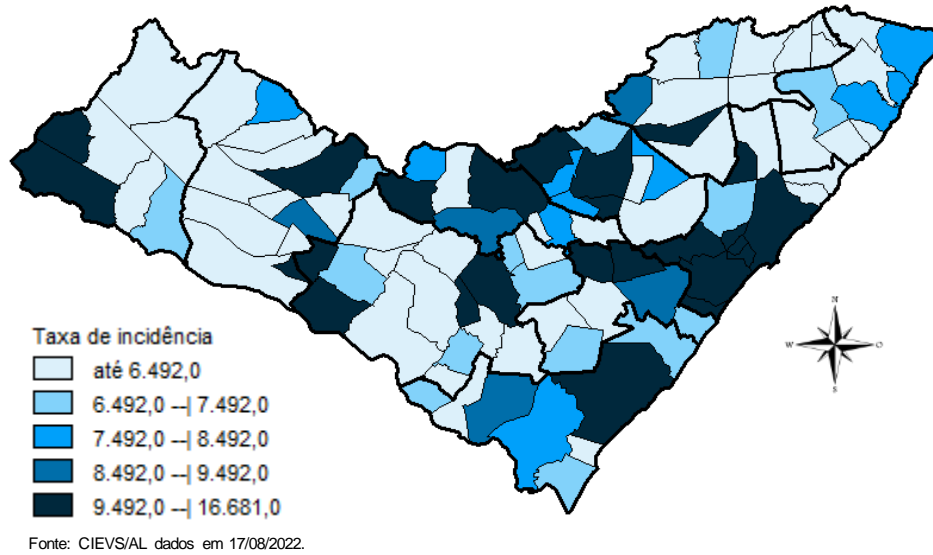 N
W
O
S
Taxa de incidência
até 6.492,0
6.492,0 --| 7.492,0
7.492,0 --| 8.492,0
8.492,0 --| 9.492,0
9.492,0 --| 16.681,0
Fonte: CIEVS/AL dados em 17/08/2022.